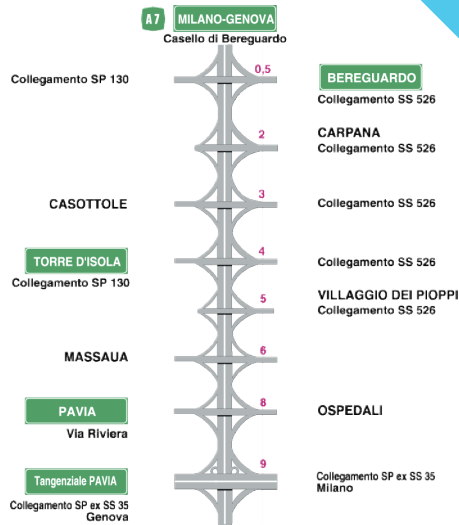 A7 MILANO-GENOVA
Casello di Bereguardo
0,5
Collegamento SP 130
BEREGUARDO
Collegamento SS 526
2
CARPANA
Collegamento SS 526
3
CASOTTOLE
Collegamento SS 526
4
TORRE D'ISOLA
Collegamento SS 526
Collegamento SP 130
5
VILLAGGIO DEI PIOPPI
Collegamento SS 526
6
MASSAUA
8
PAVIA
OSPEDALI
Via Riviera
9
Tangenziale PAVIA
Collegamento SP ex SS 35
Milano
Collegamento SP ex SS 35
Genova